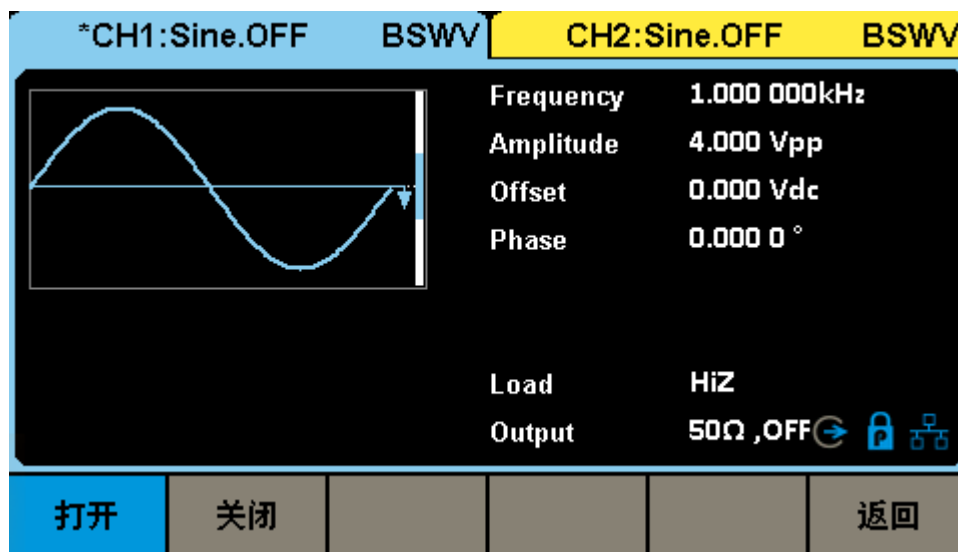 *CH1:Sine.OFF BSWV
CH2:Sine.OFF BSWV
Frequency 1.000 000kHz
Amplitude 4.000 Vpp
Offset 0.000 Vdc
Phase 0.000 0 °
Load HiZ
Output 50Ω ,OFF
P
打开 关闭 返回